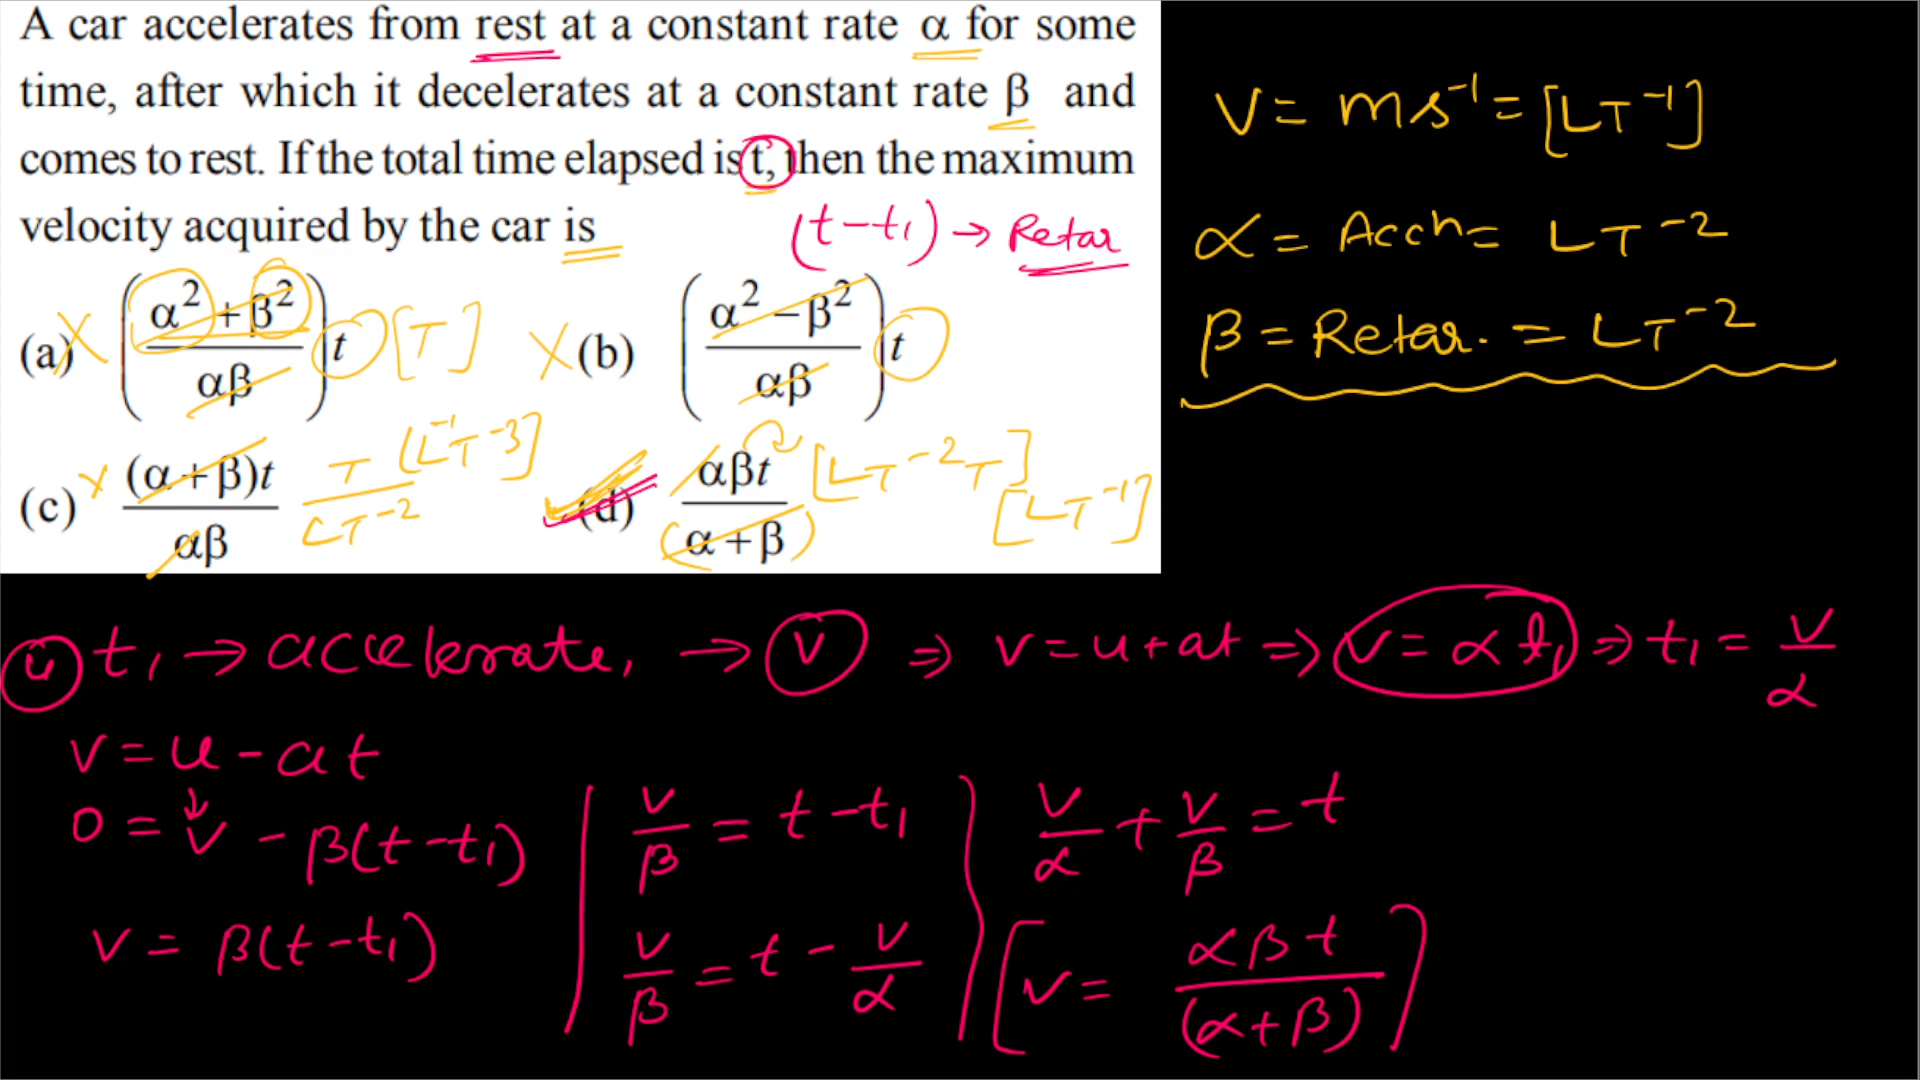 A car accelerates from rest at a constant rate α for some
time, after which it decelerates at a constant rate β and
comes to rest. If the total time elapsed is t, then the maximum
velocity acquired by the car is
(t-t₁) → Retar
(a) ((α² + β²)/(αβ)) t [T]
X (b) ((α² − β²)/(αβ)) t
(c) X (α + β)t/(αβ) T/(LT⁻²) [L⁻¹T⁻³]
(d) αβt/(α + β) [LT⁻²T] [LT⁻¹]
V = ms⁻¹ = [LT⁻¹]
α = Accn = LT⁻²
β = Retar. = LT⁻²
u t₁ → accelerate, → v ⇒ v = u + at ⇒ v = αt₁ ⇒ t₁ = v/α
v = u - at
0 = v - β(t-t₁)
v = β(t-t₁)
v/β = t - t₁
v/β = t - v/α
v/α + v/β = t
[v = αβt/(α+β)]